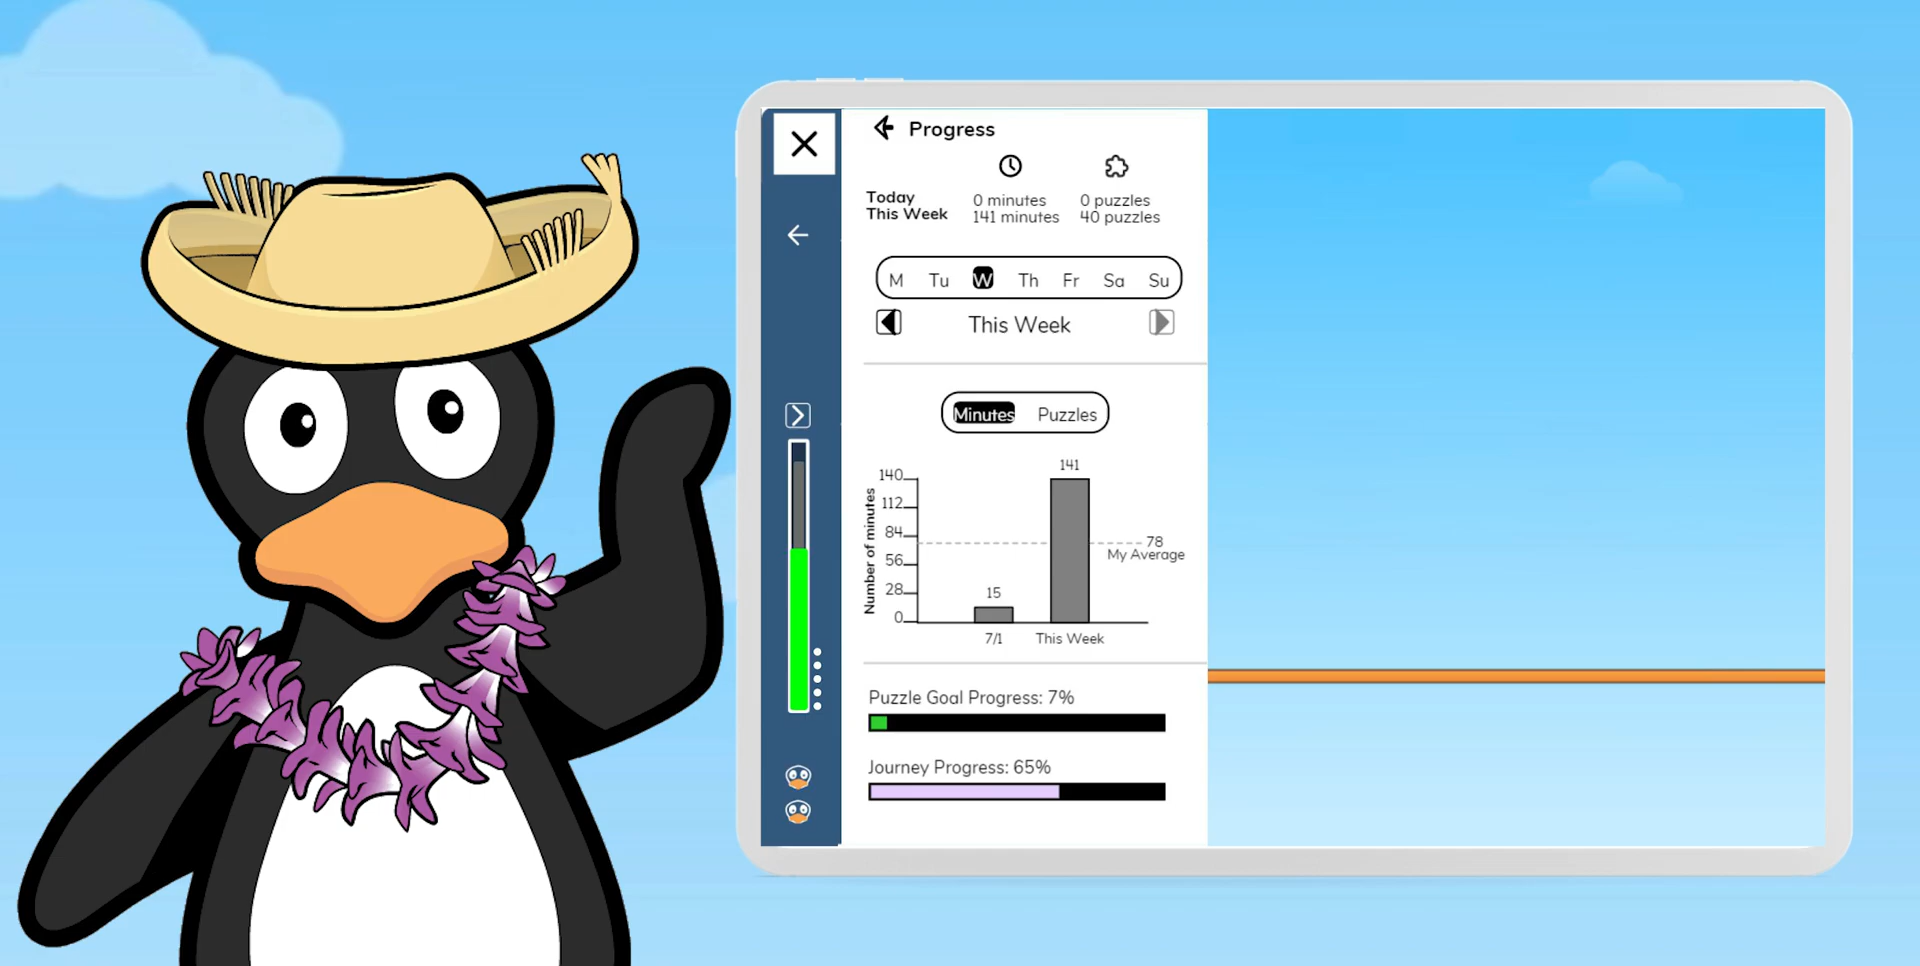 Progress
Today 0 minutes 0 puzzles
This Week 141 minutes 40 puzzles
M Tu W Th Fr Sa Su
This Week
Minutes Puzzles
Number of minutes
140
112
84
56
28
0
141
15
78
My Average
7/1 This Week
Puzzle Goal Progress: 7%
Journey Progress: 65%